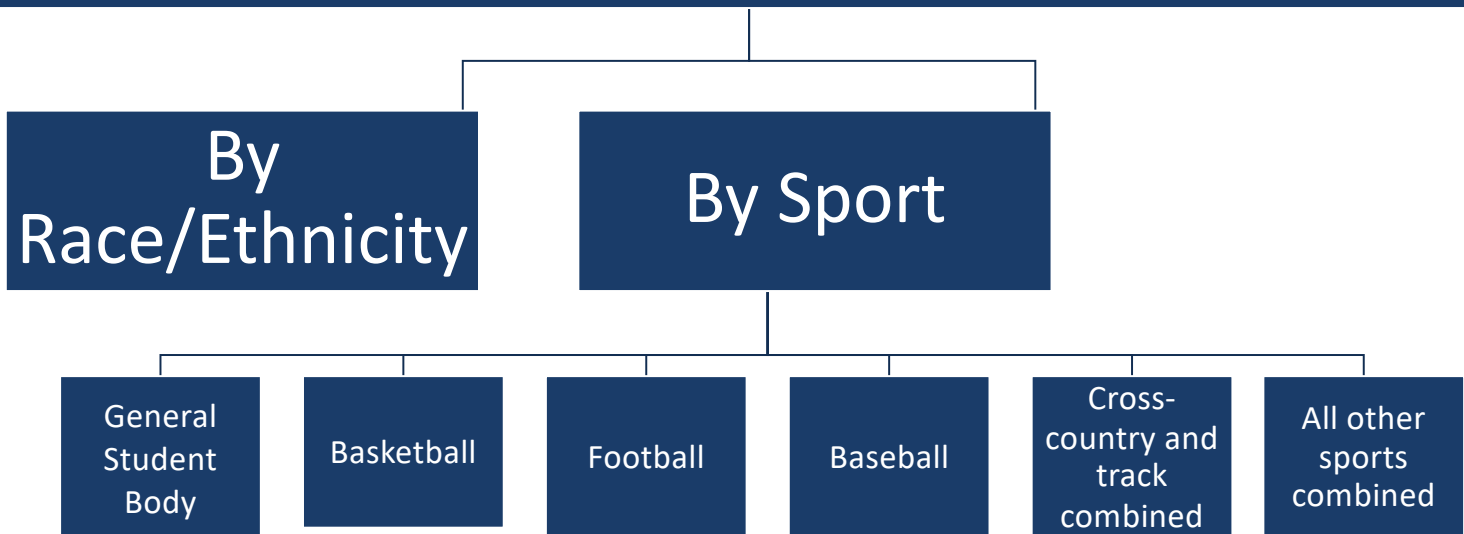 By
Race/Ethnicity
By Sport
General
Student
Body
Basketball
Football
Baseball
Cross-
country and
track
combined
All other
sports
combined